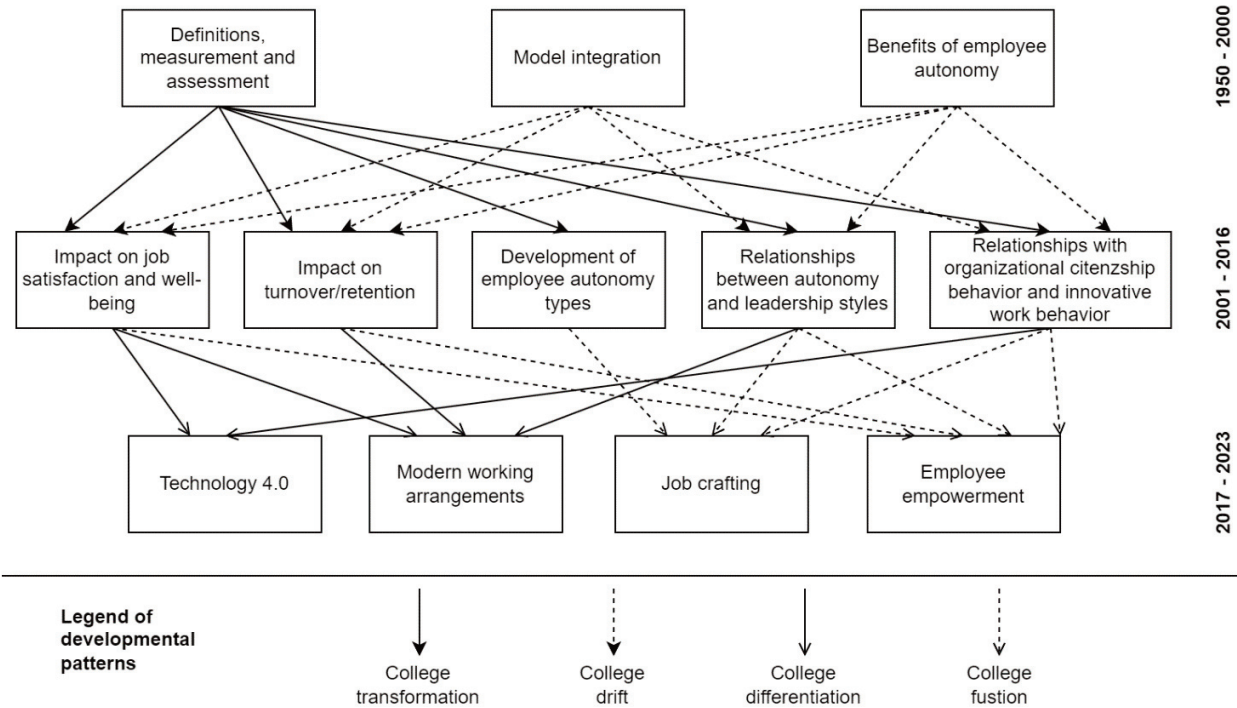 Definitions,
measurement and
assessment
Model integration
Benefits of employee
autonomy
1950 - 2000
Impact on job
satisfaction and well-
being
Impact on
turnover/retention
Development of
employee autonomy
types
Relationships
between autonomy
and leadership styles
Relationships with
organizational citenzship
behavior and innovative
work behavior
2001 - 2016
Technology 4.0
Modern working
arrangements
Job crafting
Employee
empowerment
2017 - 2023
Legend of
developmental
patterns
College
transformation
College
drift
College
differentiation
College
fustion